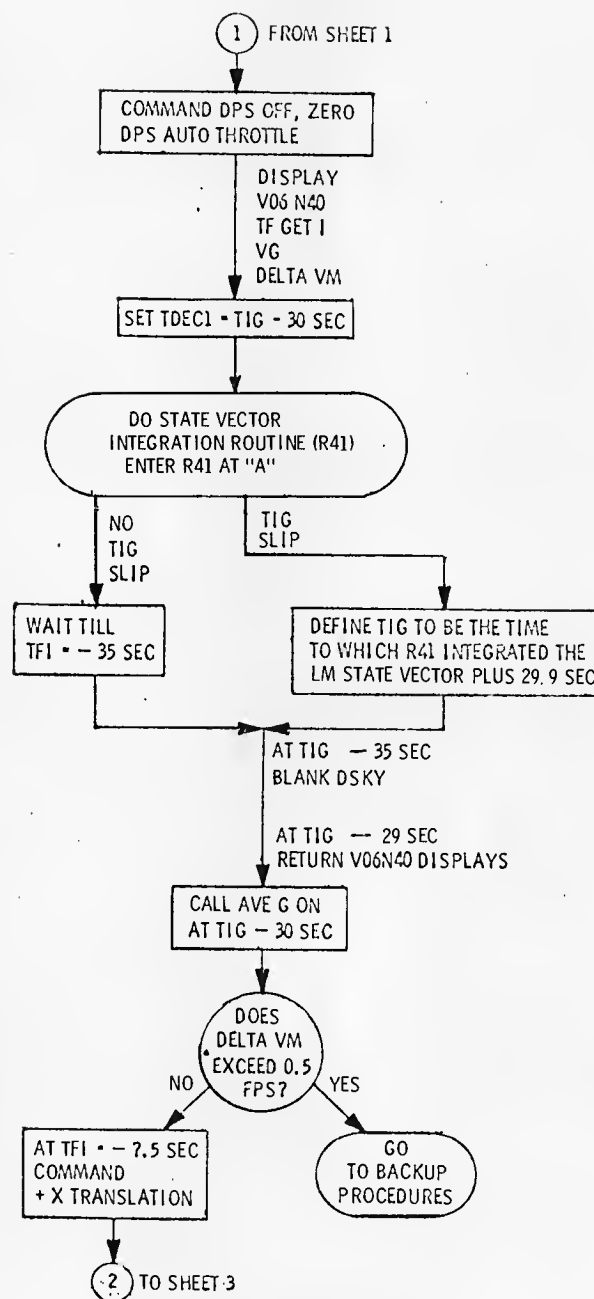 1 FROM SHEET 1
COMMAND DPS OFF, ZERO
DPS AUTO THROTTLE
DISPLAY
V06 N40
TF GET I
VG
DELTA VM
SET TDEC1 = TIG - 30 SEC
DO STATE VECTOR
INTEGRATION ROUTINE (R41)
ENTER R41 AT "A"
NO
TIG
SLIP
TIG
SLIP
WAIT TILL
TFI = - 35 SEC
DEFINE TIG TO BE THE TIME
TO WHICH R41 INTEGRATED THE
LM STATE VECTOR PLUS 29.9 SEC
AT TIG - 35 SEC
BLANK DSKY
AT TIG - 29 SEC
RETURN V06N40 DISPLAYS
CALL AVE G ON
AT TIG - 30 SEC
DOES
DELTA VM
EXCEED 0.5
FPS?
NO
YES
AT TFI = - 7.5 SEC
COMMAND
+ X TRANSLATION
GO
TO BACKUP
PROCEDURES
2 TO SHEET 3